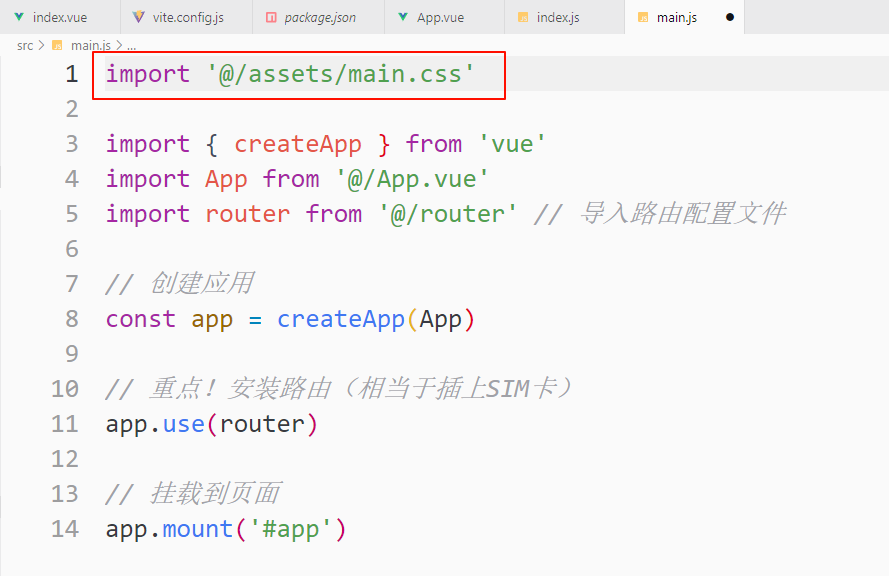 index.vue vite.config.js package.json App.vue index.js main.js
src > main.js > ...
1 import '@/assets/main.css'
2
3 import { createApp } from 'vue'
4 import App from '@/App.vue'
5 import router from '@/router' // 导入路由配置文件
6
7 // 创建应用
8 const app = createApp(App)
9
10 // 重点！安装路由（相当于插上SIM卡）
11 app.use(router)
12
13 // 挂载到页面
14 app.mount('#app')